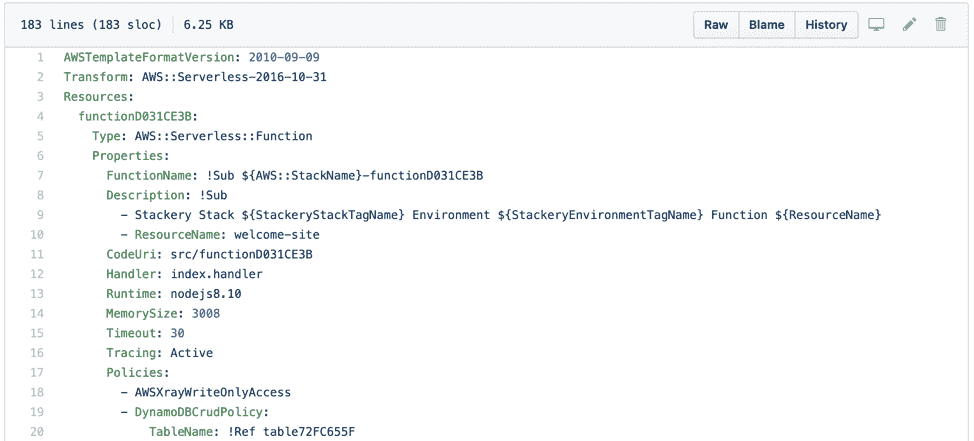 183 lines (183 sloc) 6.25 KB Raw Blame History
1 AWSTemplateFormatVersion: 2010-09-09
2 Transform: AWS::Serverless-2016-10-31
3 Resources:
4   functionD031CE3B:
5     Type: AWS::Serverless::Function
6     Properties:
7       FunctionName: !Sub ${AWS::StackName}-functionD031CE3B
8       Description: !Sub
9         - Stackery Stack ${StackeryStackTagName} Environment ${StackeryEnvironmentTagName} Function ${ResourceName}
10         - ResourceName: welcome-site
11       CodeUri: src/functionD031CE3B
12       Handler: index.handler
13       Runtime: nodejs8.10
14       MemorySize: 3008
15       Timeout: 30
16       Tracing: Active
17       Policies:
18         - AWSXrayWriteOnlyAccess
19         - DynamoDBCrudPolicy:
20             TableName: !Ref table72FC655F